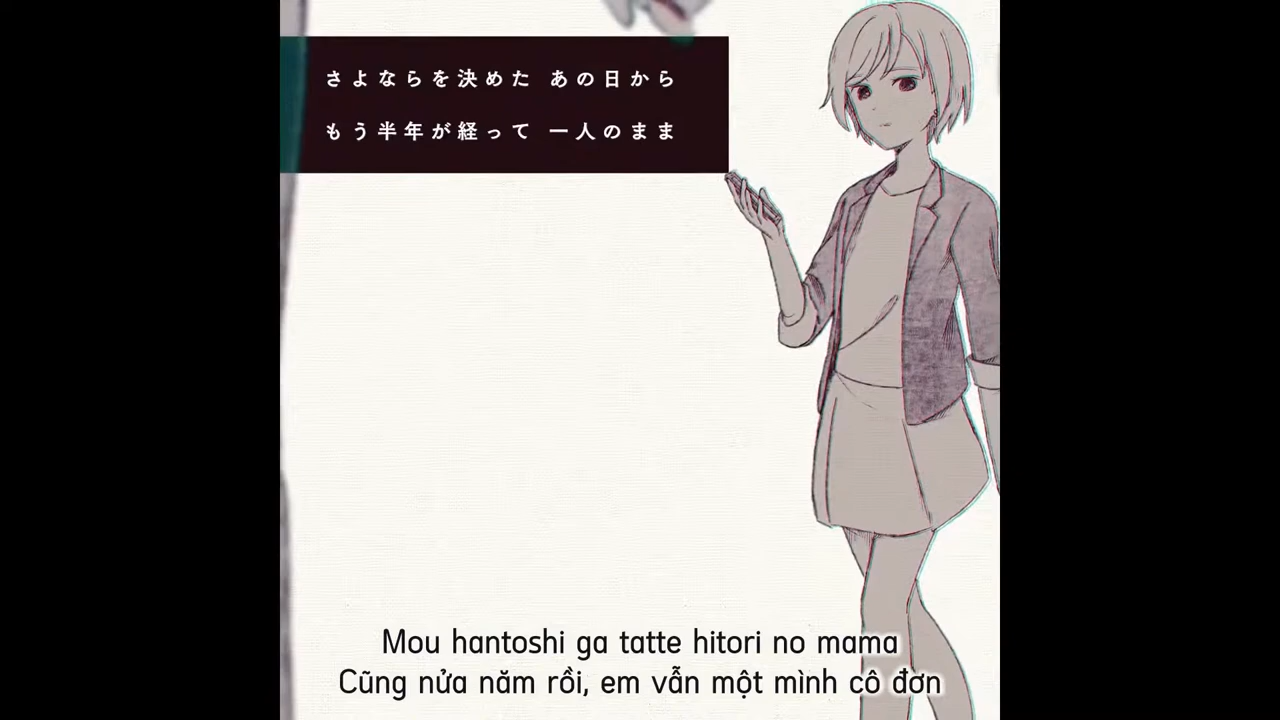 さよならを決めた あの日から
もう半年が経って 一人のまま
Mou hantoshi ga tatte hitori no mama
Cũng nửa năm rồi, em vẫn một mình cô đơn